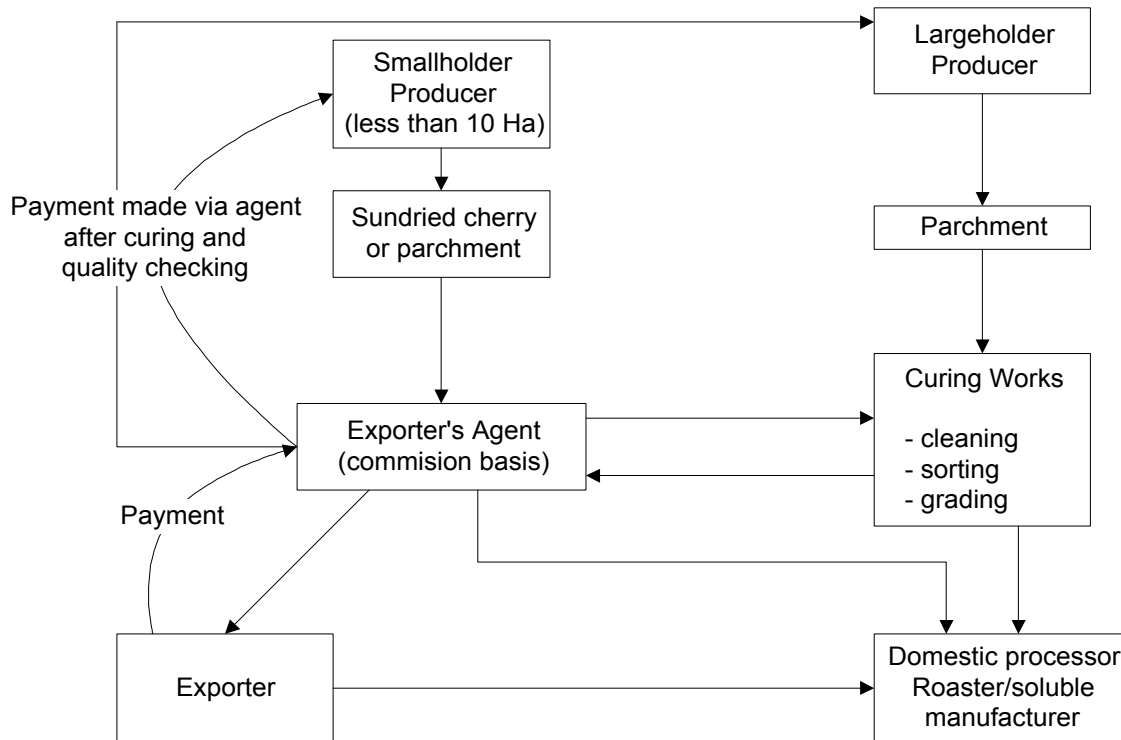 Largeholder
Producer
Smallholder
Producer
(less than 10 Ha)
Payment made via agent
after curing and
quality checking
Sundried cherry
or parchment
Parchment
Curing Works
- cleaning
- sorting
- grading
Exporter's Agent
(commision basis)
Payment
Exporter
Domestic processor
Roaster/soluble
manufacturer